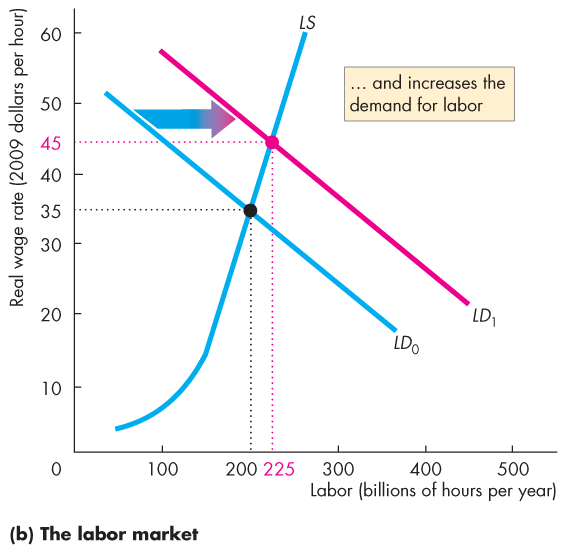 Real wage rate (2009 dollars per hour)
60
50
45
40
35
30
20
10
0
LS
… and increases the
demand for labor
LD1
LD0
100
200
225
300
400
500
Labor (billions of hours per year)
(b) The labor market